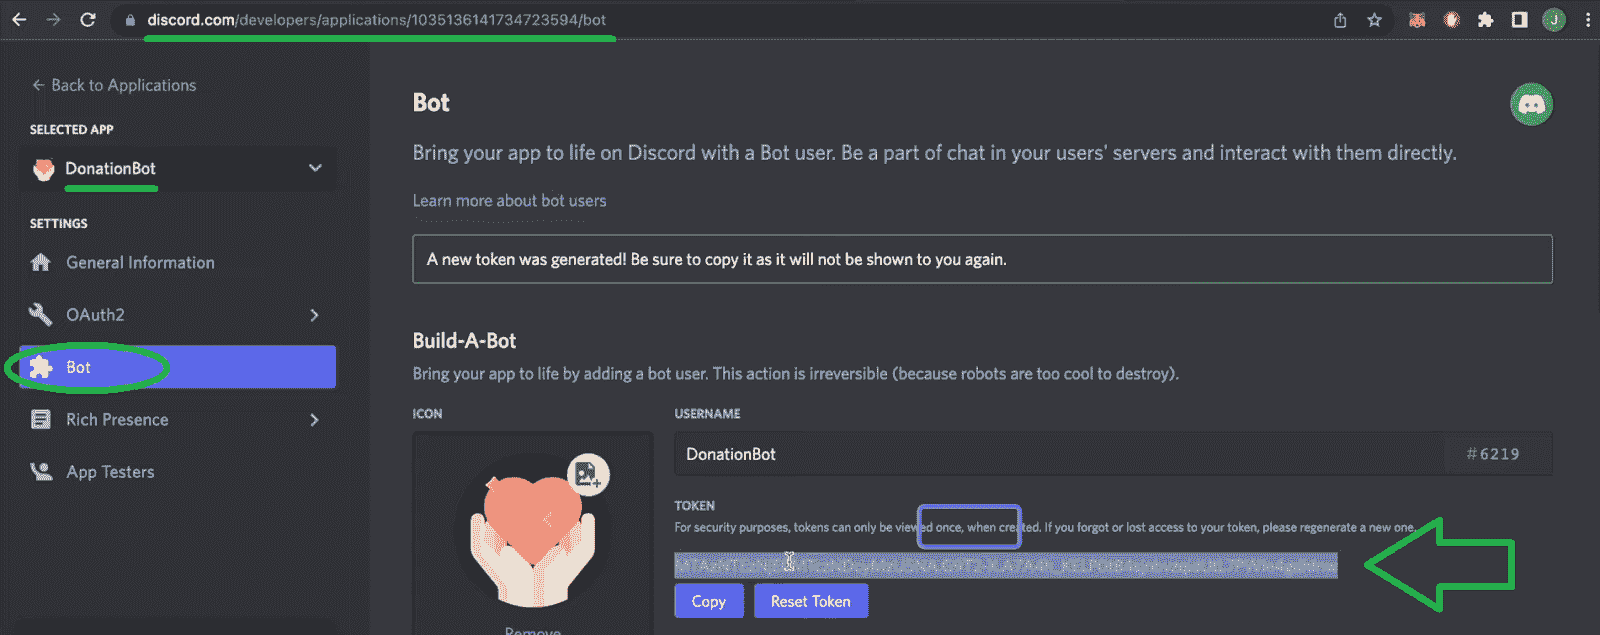 discord.com/developers/applications/1035136141734723594/bot
J
← Back to Applications
SELECTED APP
DonationBot
SETTINGS
General Information
OAuth2
Bot
Rich Presence
App Testers
Bot
Bring your app to life on Discord with a Bot user. Be a part of chat in your users' servers and interact with them directly.
Learn more about bot users
A new token was generated! Be sure to copy it as it will not be shown to you again.
Build-A-Bot
Bring your app to life by adding a bot user. This action is irreversible (because robots are too cool to destroy).
ICON
Remove
USERNAME
DonationBot
#6219
TOKEN
For security purposes, tokens can only be viewed once, when created. If you forgot or lost access to your token, please regenerate a new one.
Copy
Reset Token